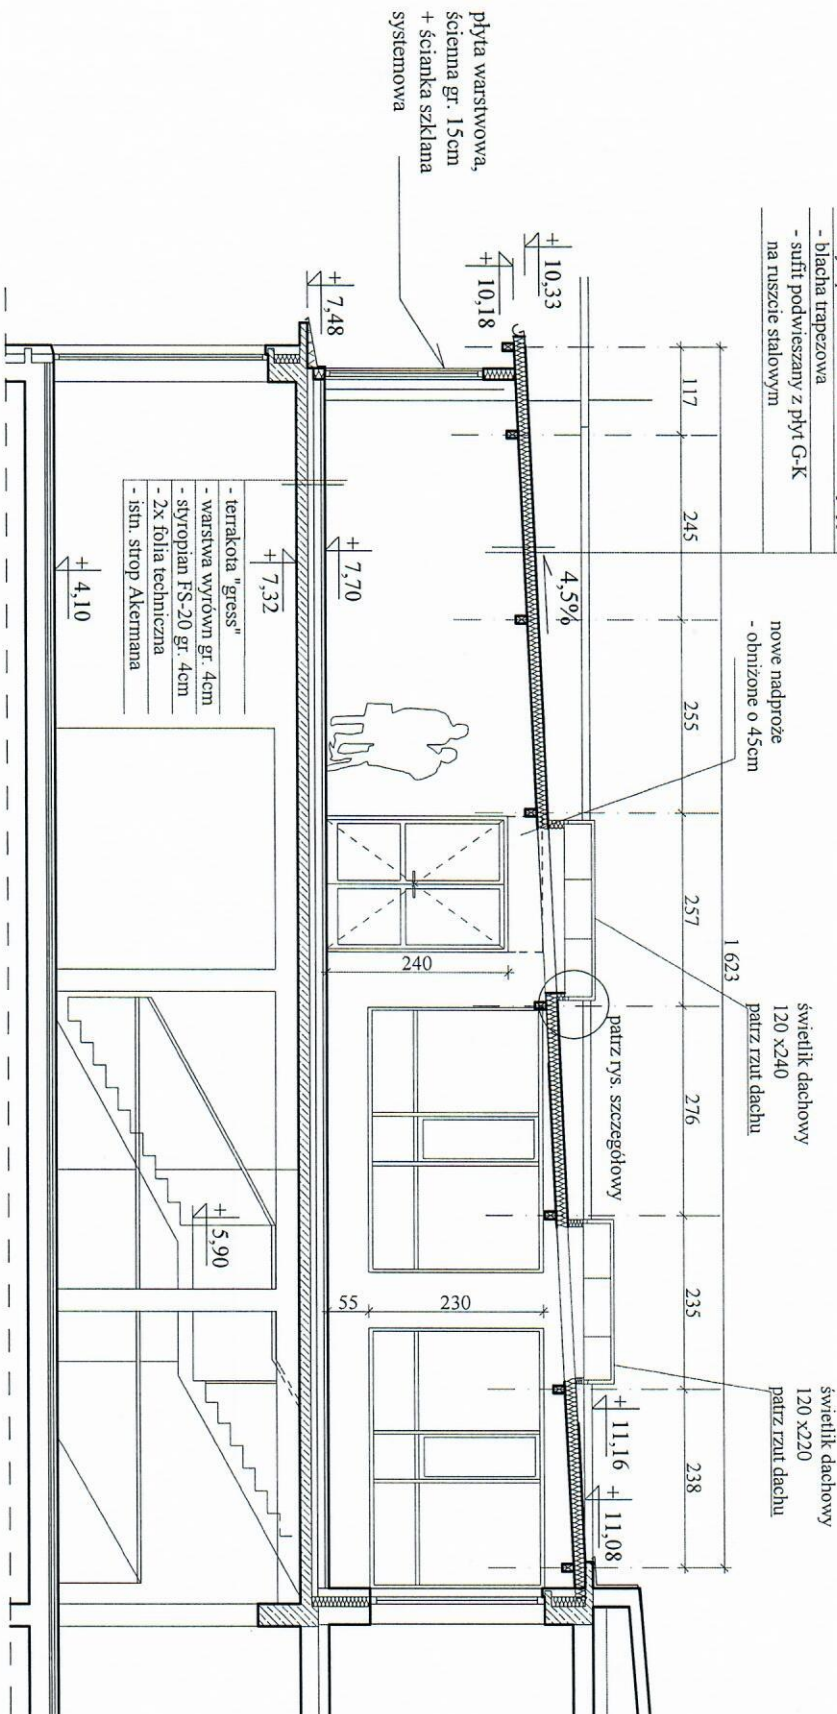 - blacha trapezowa
- sufit podwieszany z płyt G-K
na ruszcie stalowym
płyta warstwowa,
ścienna gr. 15cm
+ ścianka szklana
systemowa
nowe nadproże
- obniżone o 45cm
świetlik dachowy
120 x240
patrz rzut dachu
świetlik dachowy
120 x220
patrz rzut dachu
1 623
117
245
255
257
276
235
238
+ 10,33
+ 10,18
4,5%
patrz rys. szczegółowy
+ 11,16
+ 11,08
+ 7,48
+ 7,70
240
55
230
+ 7,32
- terrakota "gress"
- warstwa wyrówn gr. 4cm
- styropian FS-20 gr. 4cm
- 2x folia techniczna
- istn. strop Akermana
+ 4,10
+ 5,90